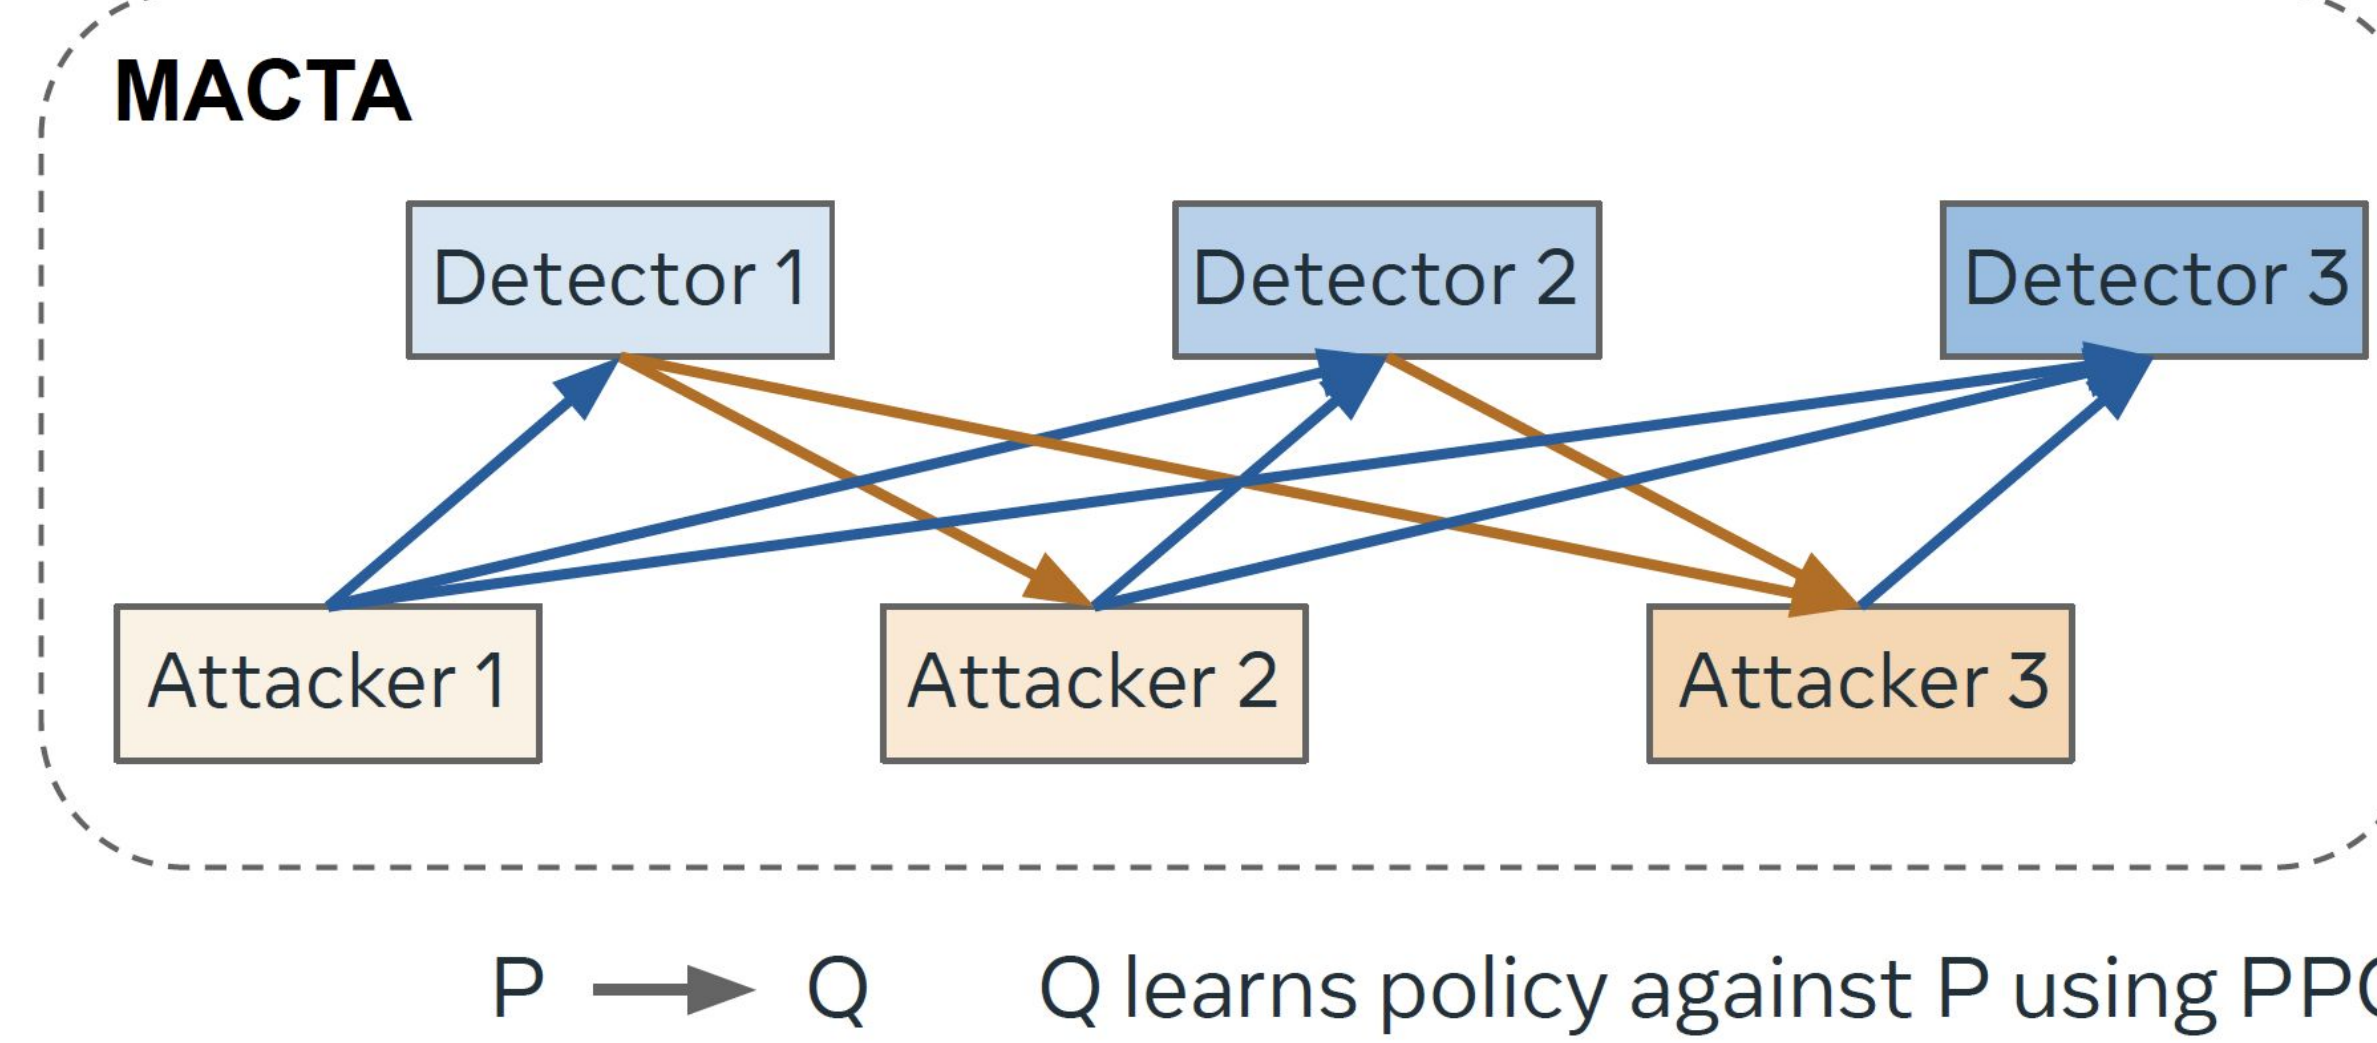 MACTA
Detector 1 Detector 2 Detector 3
Attacker 1 Attacker 2 Attacker 3
P Q Q learns policy against P using